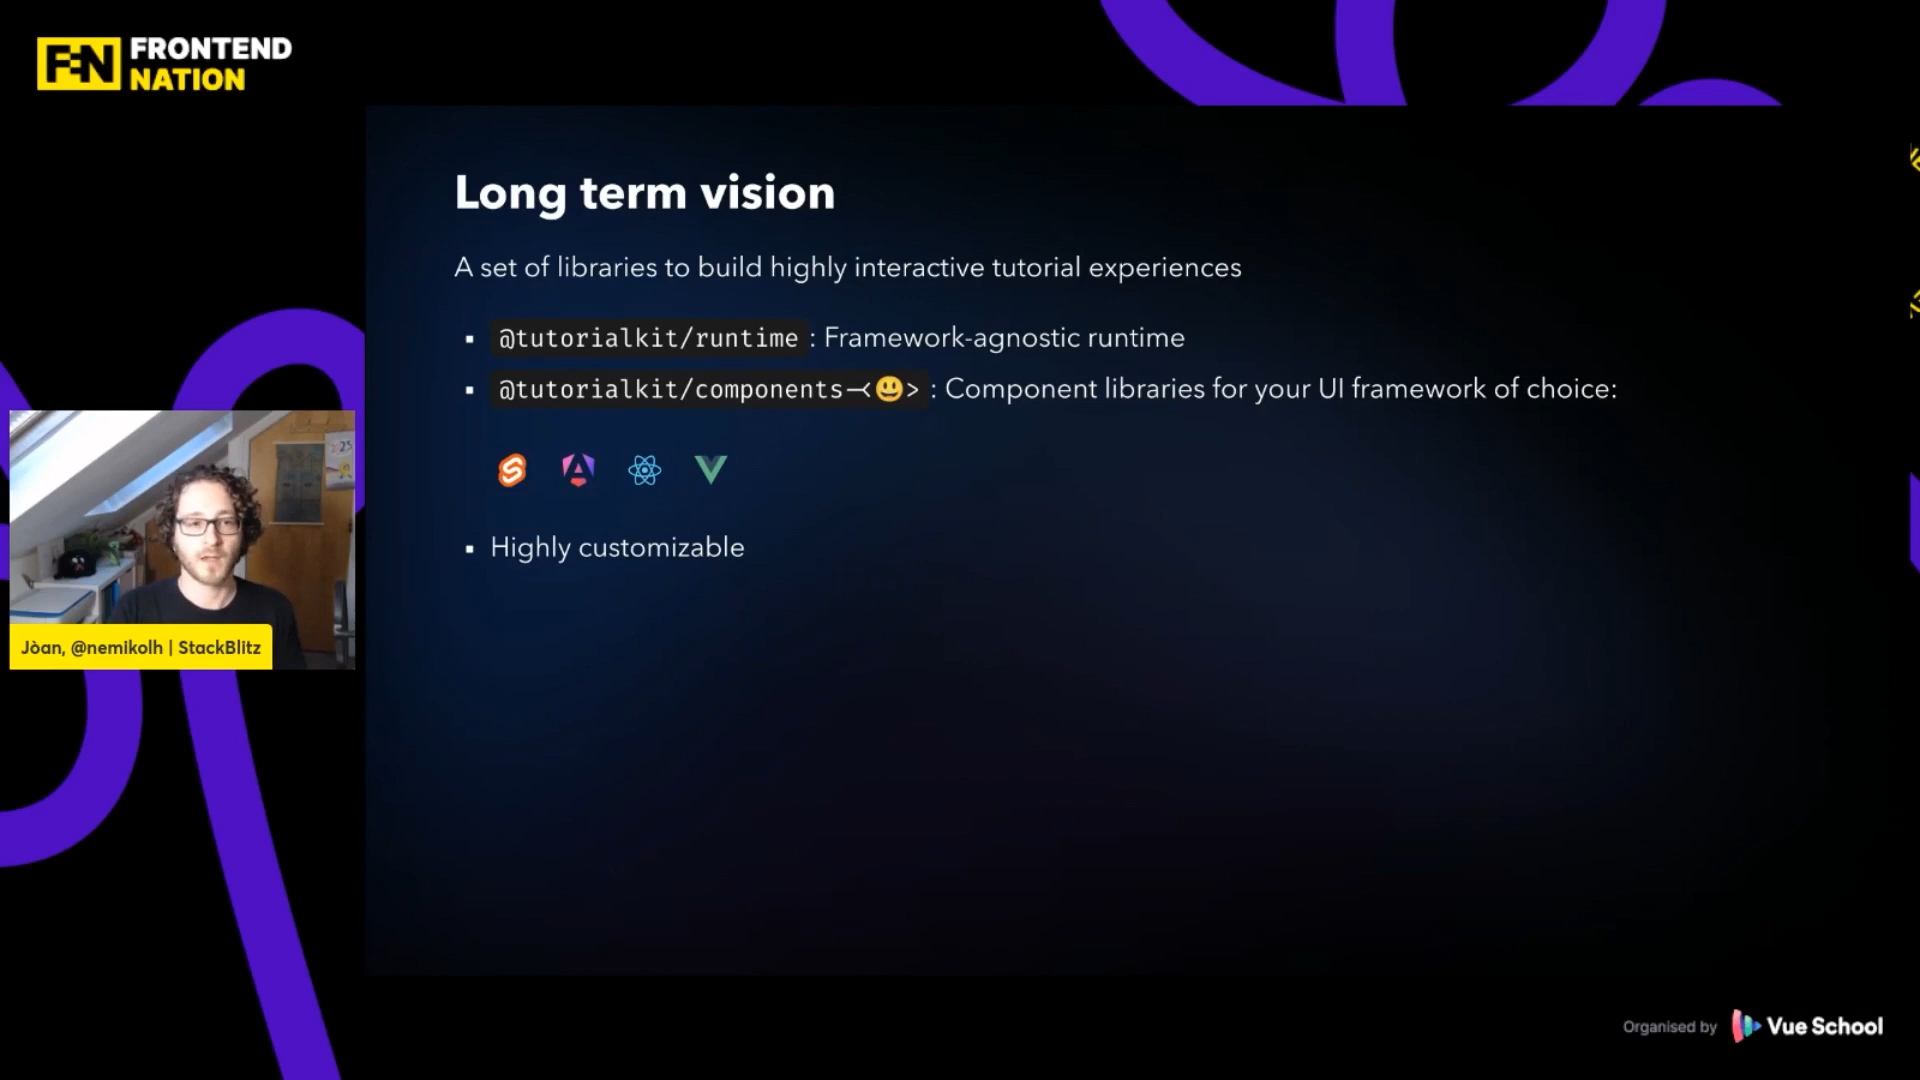 FEN FRONTEND
NATION
Long term vision
A set of libraries to build highly interactive tutorial experiences
▪ @tutorialkit/runtime : Framework-agnostic runtime
▪ @tutorialkit/components-<😃> : Component libraries for your UI framework of choice:
▪ Highly customizable
Jòan, @nemikolh | StackBlitz
Organised by Vue School